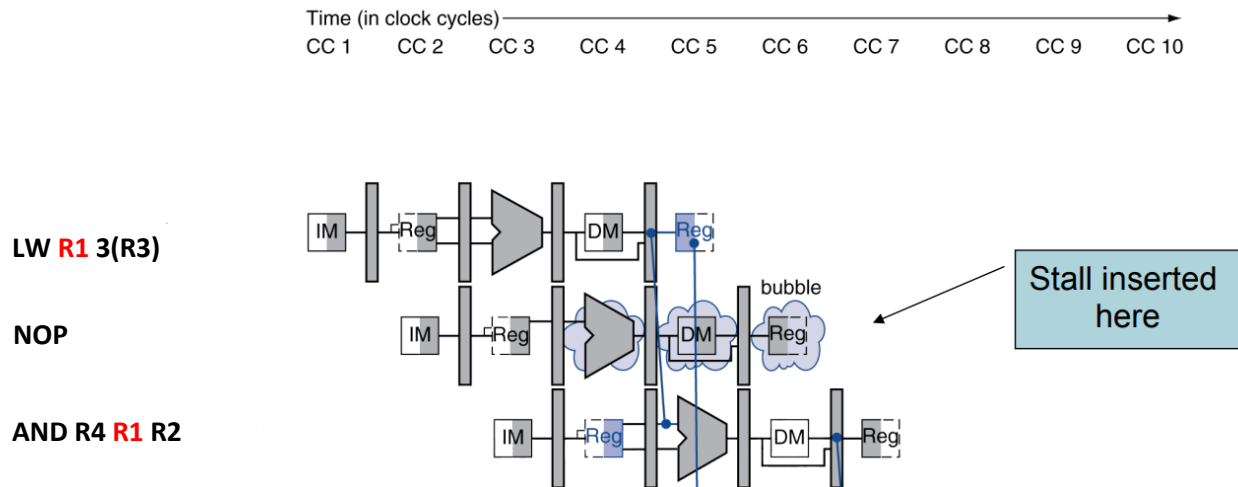 Time (in clock cycles)
CC 1 CC 2 CC 3 CC 4 CC 5 CC 6 CC 7 CC 8 CC 9 CC 10
LW R1 3(R3)
IM Reg DM Reg
bubble
Stall inserted
here
NOP
IM Reg DM Reg
AND R4 R1 R2
IM Reg DM Reg